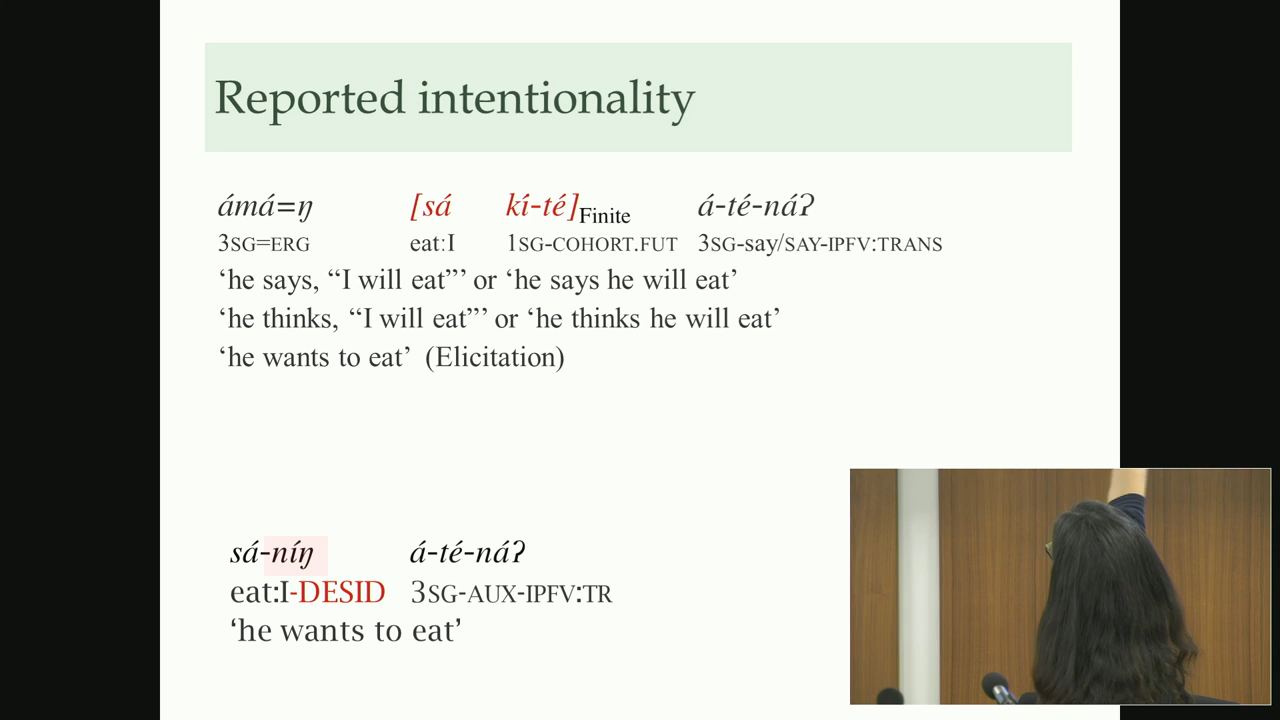 Reported intentionality
ámá=ŋ [sá kí-té]Finite á-té-náʔ
3SG=ERG eat:I 1SG-COHORT.FUT 3SG-say/SAY-IPFV:TRANS
‘he says, “I will eat”’ or ‘he says he will eat’
‘he thinks, “I will eat”’ or ‘he thinks he will eat’
‘he wants to eat’ (Elicitation)
sá-níŋ á-té-náʔ
eat:I-DESID 3SG-AUX-IPFV:TR
‘he wants to eat’